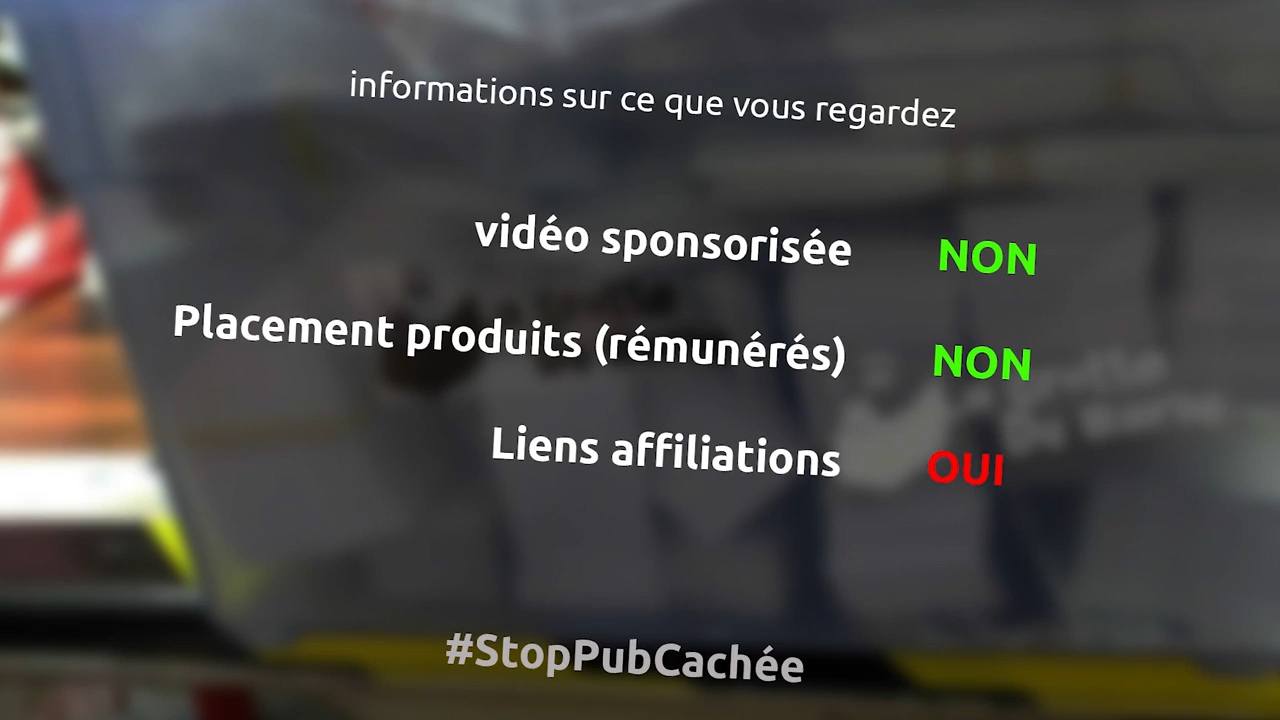 informations sur ce que vous regardez
vidéo sponsorisée NON
Placement produits (rémunérés) NON
Liens affiliations OUI
#StopPubCachée